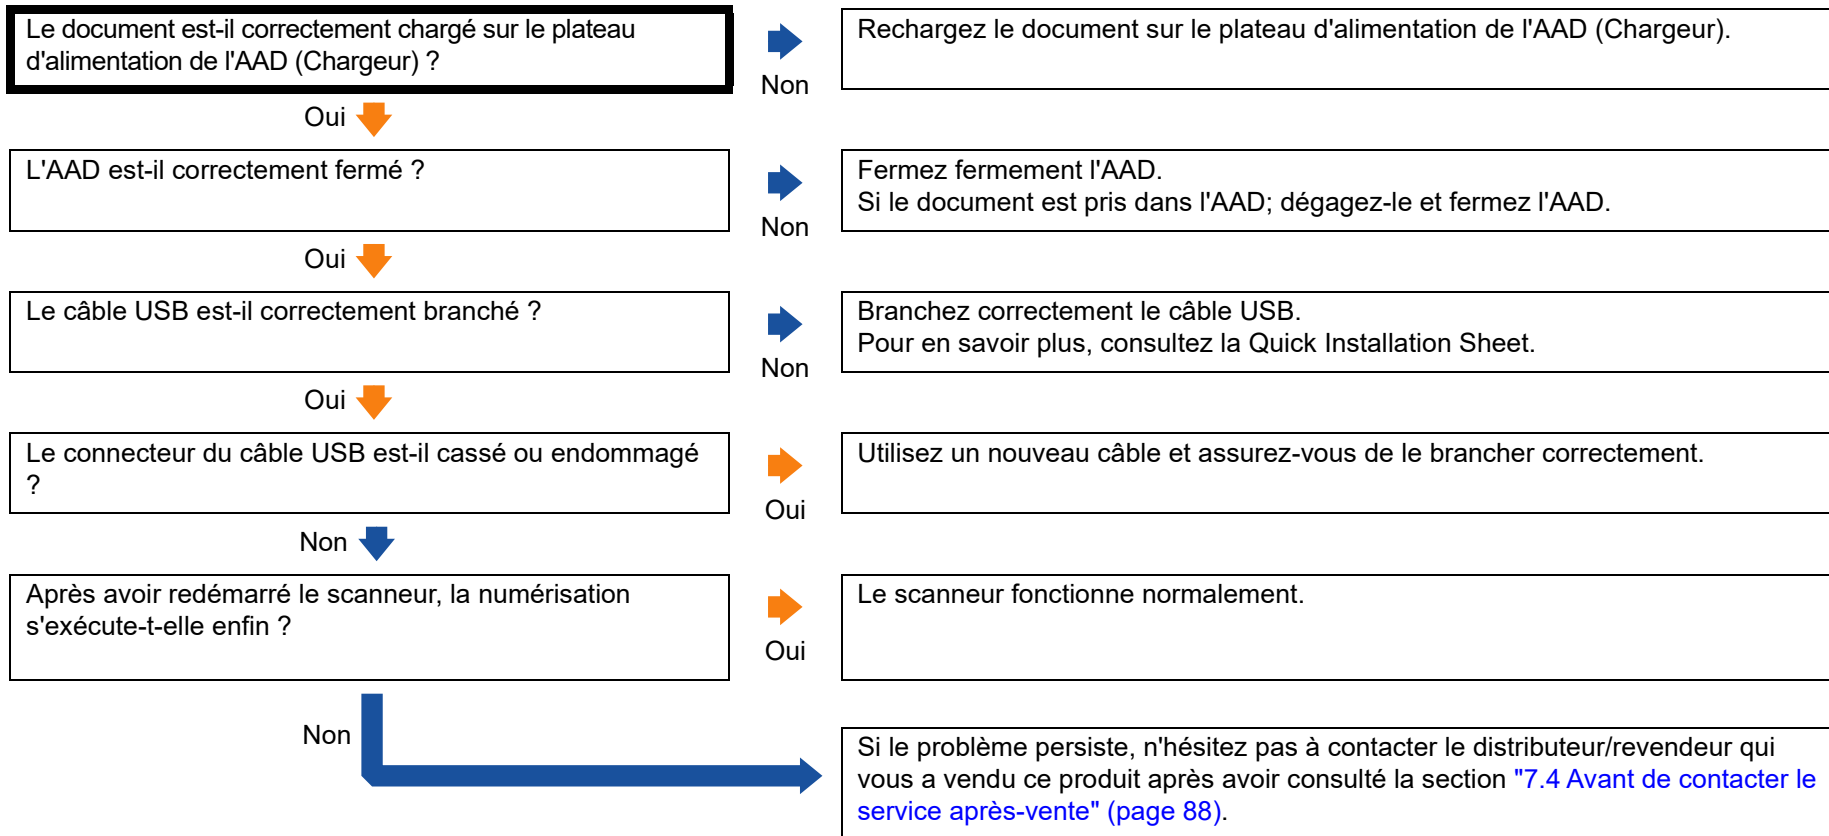 Le document est-il correctement chargé sur le plateau
d'alimentation de l'AAD (Chargeur) ?
Non
Rechargez le document sur le plateau d'alimentation de l'AAD (Chargeur).
Oui
L'AAD est-il correctement fermé ?
Non
Fermez fermement l'AAD.
Si le document est pris dans l'AAD; dégagez-le et fermez l'AAD.
Oui
Le câble USB est-il correctement branché ?
Non
Branchez correctement le câble USB.
Pour en savoir plus, consultez la Quick Installation Sheet.
Oui
Le connecteur du câble USB est-il cassé ou endommagé
?
Oui
Utilisez un nouveau câble et assurez-vous de le brancher correctement.
Non
Après avoir redémarré le scanneur, la numérisation
s'exécute-t-elle enfin ?
Oui
Le scanneur fonctionne normalement.
Non
Si le problème persiste, n'hésitez pas à contacter le distributeur/revendeur qui
vous a vendu ce produit après avoir consulté la section "7.4 Avant de contacter le
service après-vente" (page 88).